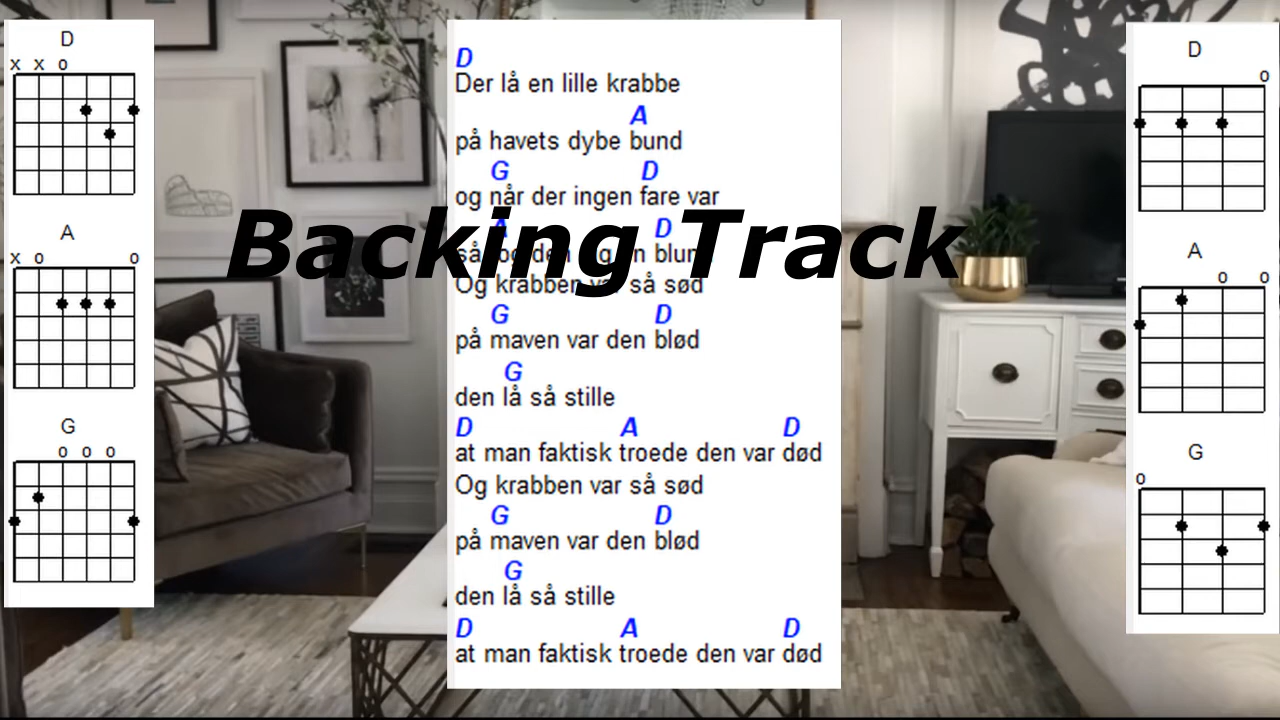 D
x x o
A
x o o
G
o o o
D
Der lå en lille krabbe
A
på havets dybe bund
G D
og når der ingen fare var
A D
så den
Og krabben var så sød
G D
på maven var den blød
G
den lå så stille
D A D
at man faktisk troede den var død
Og krabben var så sød
G D
på maven var den blød
G
den lå så stille
D A D
at man faktisk troede den var død
Backing Track
D
o
A
o o
G
o